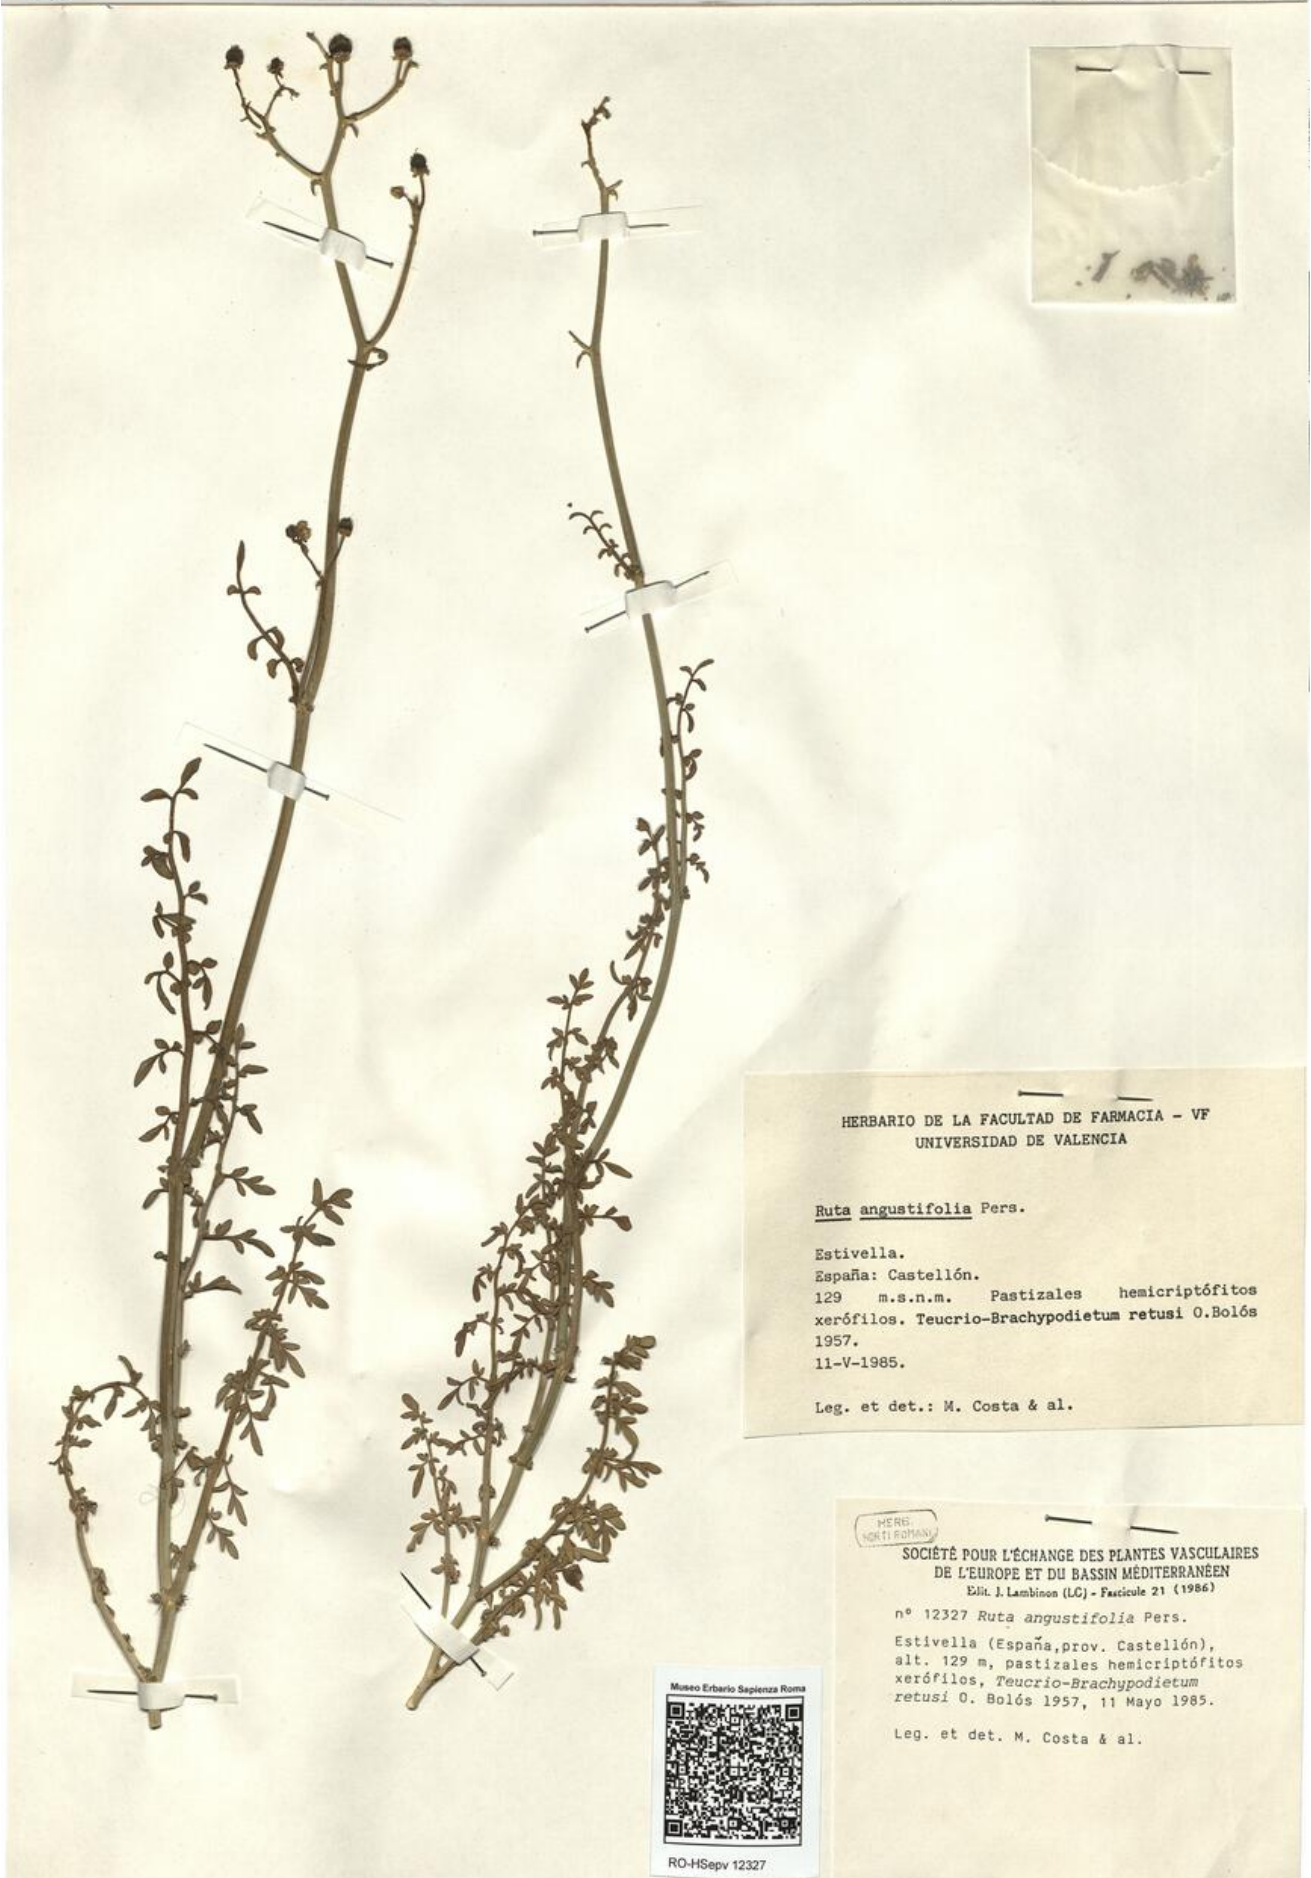 HERBARIO DE LA FACULTAD DE FARMACIA - VF
UNIVERSIDAD DE VALENCIA
Ruta angustifolia Pers.
Estivella.
España: Castellón.
129 m.s.n.m. Pastizales hemicriptófitos
xerófilos. Teucrio-Brachypodietum retusi O.Bolós
1957.
11-V-1985.
Leg. et det.: M. Costa & al.
HERB.
HORTI ROMANI
SOCIÉTÉ POUR L'ÉCHANGE DES PLANTES VASCULAIRES
DE L'EUROPE ET DU BASSIN MÉDITERRANÉEN
Edit. J. Lambinon (LG) - Fascicule 21 (1986)
nº 12327 Ruta angustifolia Pers.
Estivella (España,prov. Castellón),
alt. 129 m, pastizales hemicriptófitos
xerófilos, Teucrio-Brachypodietum
retusi O. Bolós 1957, 11 Mayo 1985.
Leg. et det. M. Costa & al.
Museo Erbario Sapienza Roma
RO-HSepv 12327